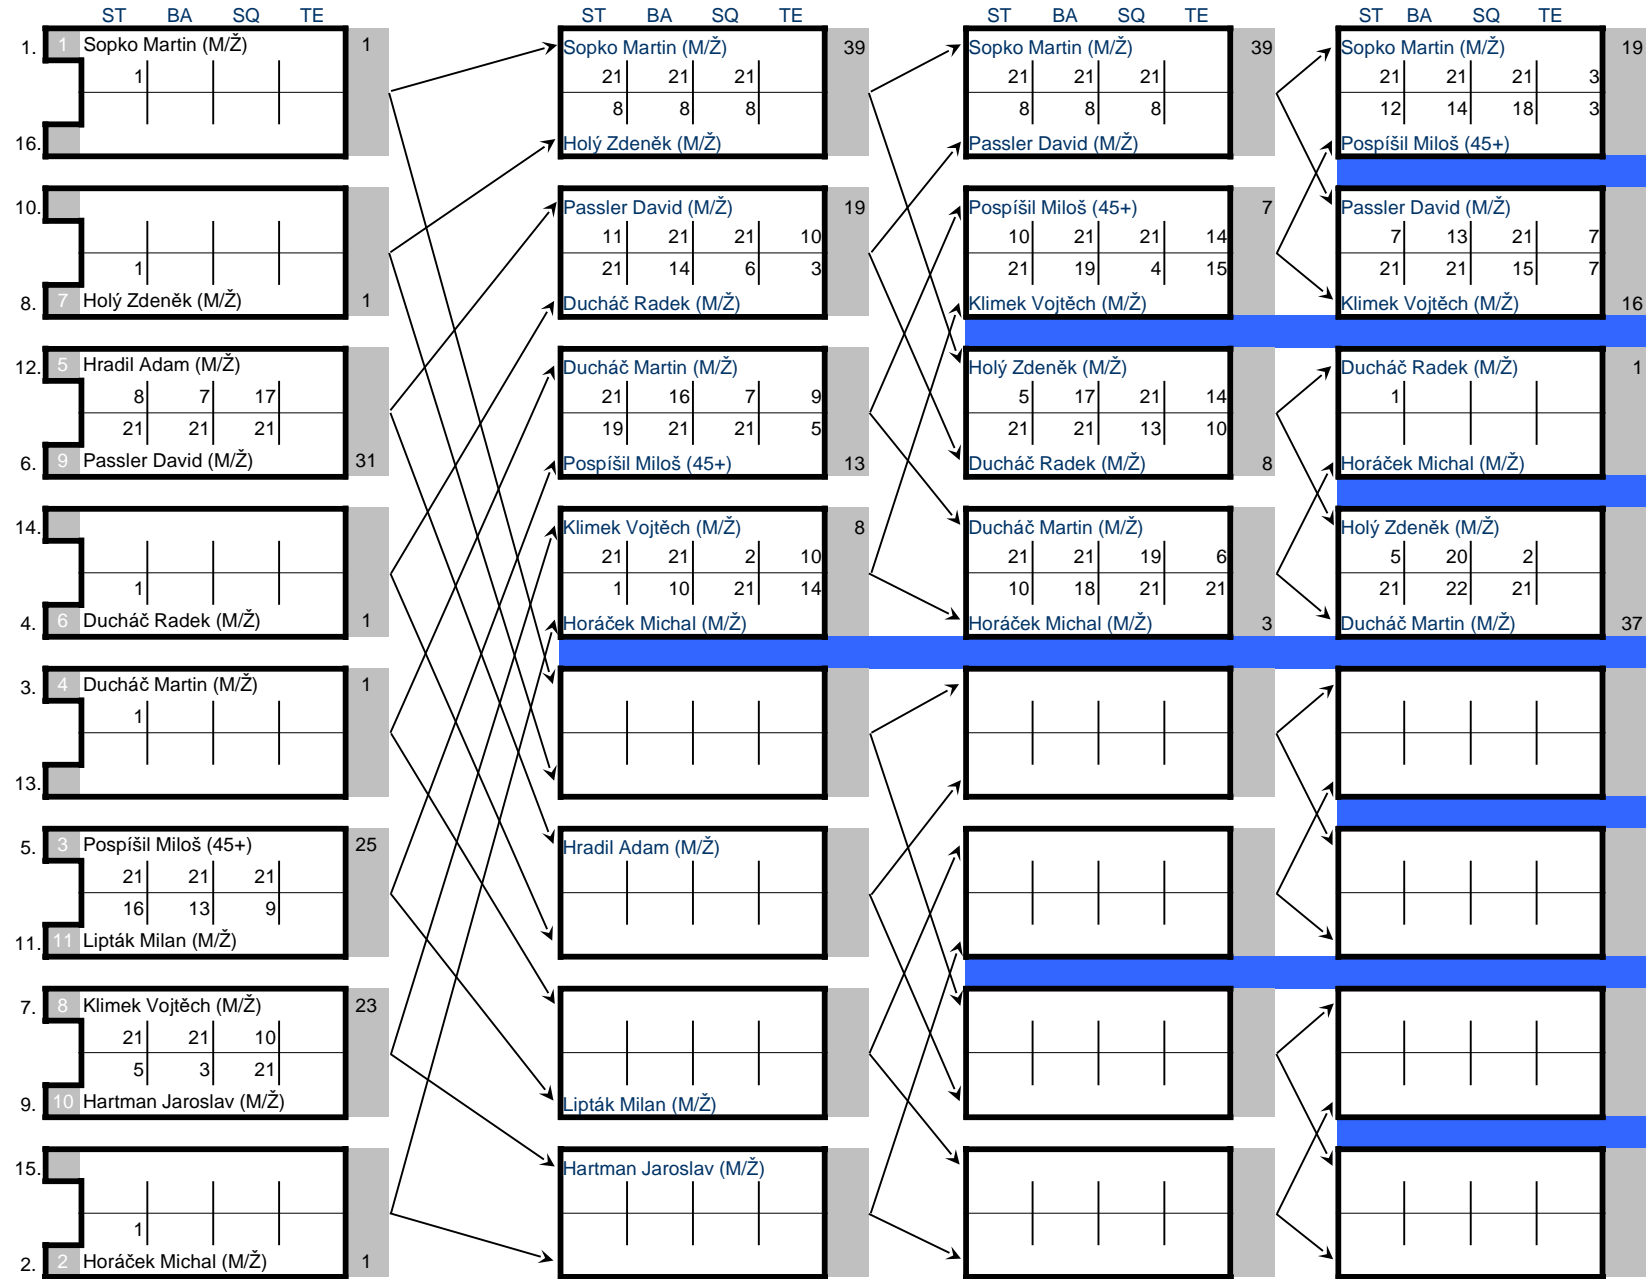 ST BA SQ TE
1. 1 Sopko Martin (M/Ž) 1
1
16.
10.
1
8. 7 Holý Zdeněk (M/Ž) 1
12. 5 Hradil Adam (M/Ž)
8 7 17
21 21 21
6. 9 Passler David (M/Ž) 31
14.
1
4. 6 Ducháč Radek (M/Ž) 1
3. 4 Ducháč Martin (M/Ž) 1
1
13.
5. 3 Pospíšil Miloš (45+) 25
21 21 21
16 13 9
11. 11 Lipták Milan (M/Ž)
7. 8 Klimek Vojtěch (M/Ž) 23
21 21 10
5 3 21
9. 10 Hartman Jaroslav (M/Ž)
15.
1
2. 2 Horáček Michal (M/Ž) 1
ST BA SQ TE
Sopko Martin (M/Ž) 39
21 21 21
8 8 8
Holý Zdeněk (M/Ž)
Passler David (M/Ž) 19
11 21 21 10
21 14 6 3
Ducháč Radek (M/Ž)
Ducháč Martin (M/Ž)
21 16 7 9
19 21 21 5
Pospíšil Miloš (45+) 13
Klimek Vojtěch (M/Ž) 8
21 21 2 10
1 10 21 14
Horáček Michal (M/Ž)
Hradil Adam (M/Ž)
Lipták Milan (M/Ž)
Hartman Jaroslav (M/Ž)
ST BA SQ TE
Sopko Martin (M/Ž) 39
21 21 21
8 8 8
Passler David (M/Ž)
Pospíšil Miloš (45+) 7
10 21 21 14
21 19 4 15
Klimek Vojtěch (M/Ž)
Holý Zdeněk (M/Ž)
5 17 21 14
21 21 13 10
Ducháč Radek (M/Ž) 8
Ducháč Martin (M/Ž)
21 21 19 6
10 18 21 21
Horáček Michal (M/Ž) 3
ST BA SQ TE
Sopko Martin (M/Ž) 19
21 21 21 3
12 14 18 3
Pospíšil Miloš (45+)
Passler David (M/Ž)
7 13 21 7
21 21 15 7
Klimek Vojtěch (M/Ž) 16
Ducháč Radek (M/Ž) 1
1
Horáček Michal (M/Ž)
Holý Zdeněk (M/Ž)
5 20 2
21 22 21
Ducháč Martin (M/Ž) 37